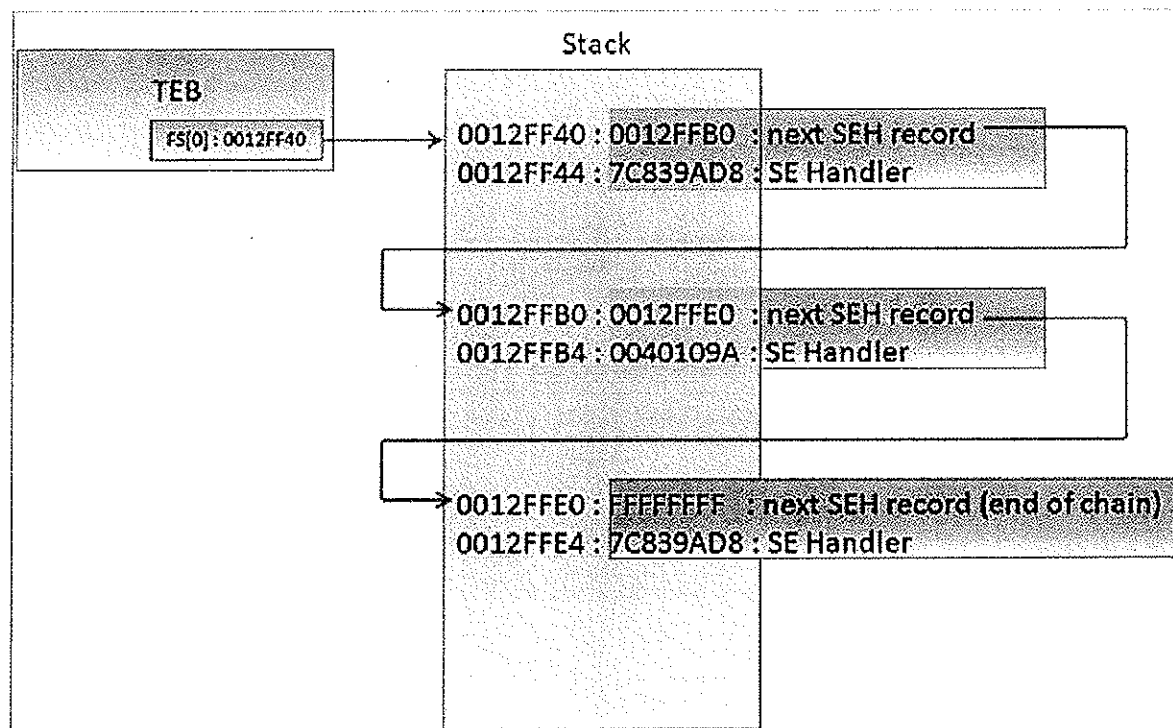 Stack
TEB
FS[0] : 0012FF40
0012FF40 : 0012FFB0 : next SEH record
0012FF44 : 7C839AD8 : SE Handler
0012FFB0 : 0012FFE0 : next SEH record
0012FFB4 : 0040109A : SE Handler
0012FFE0 : FFFFFFFF : next SEH record (end of chain)
0012FFE4 : 7C839AD8 : SE Handler